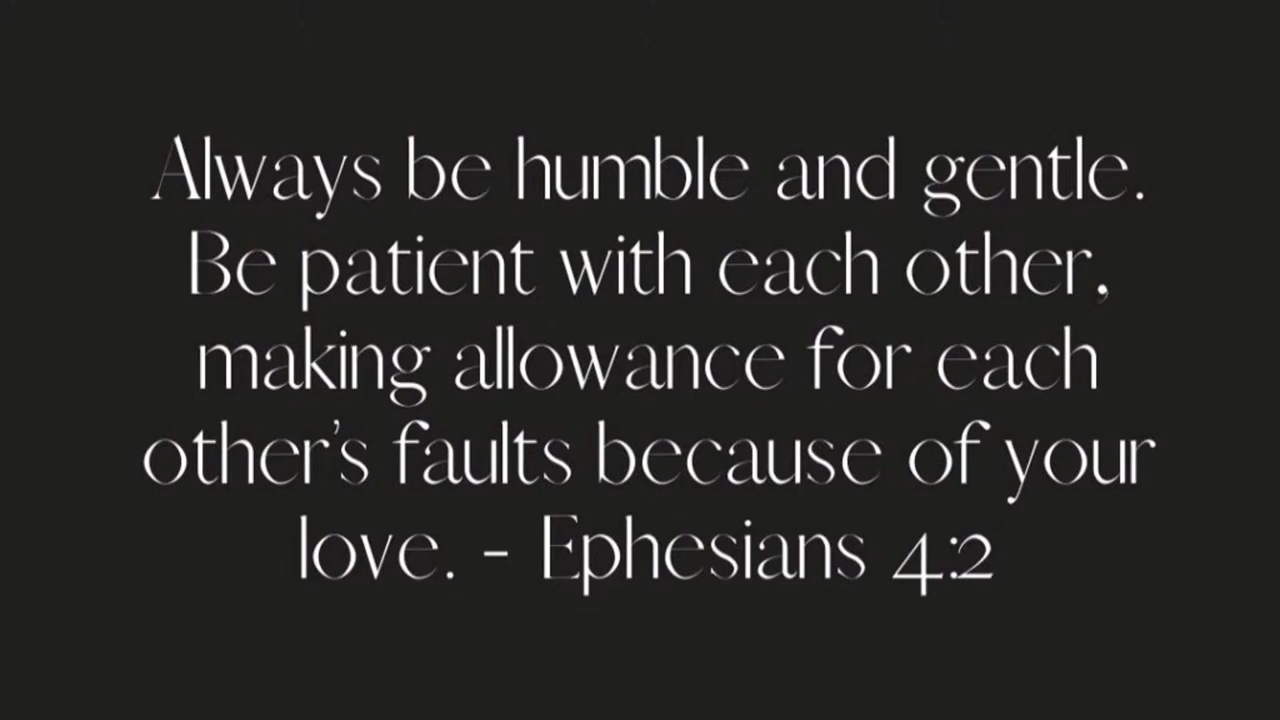 Always be humble and gentle.
Be patient with each other,
making allowance for each
other's faults because of your
love. - Ephesians 4:2